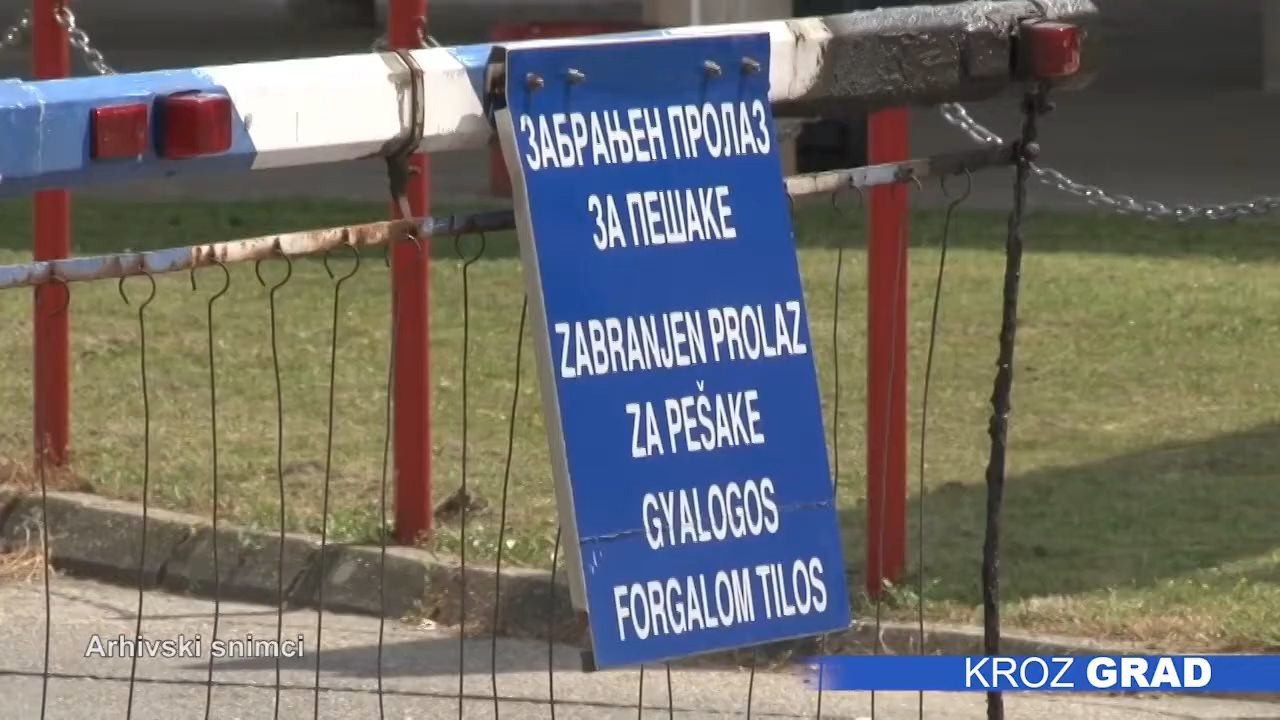 ЗАБРАЊЕН ПРОЛАЗ
ЗА ПЕШАКЕ
ZABRANJEN PROLAZ
ZA PEŠAKE
GYALOGOS
FORGALOM TILOS
Arhivski snimci
KROZ GRAD